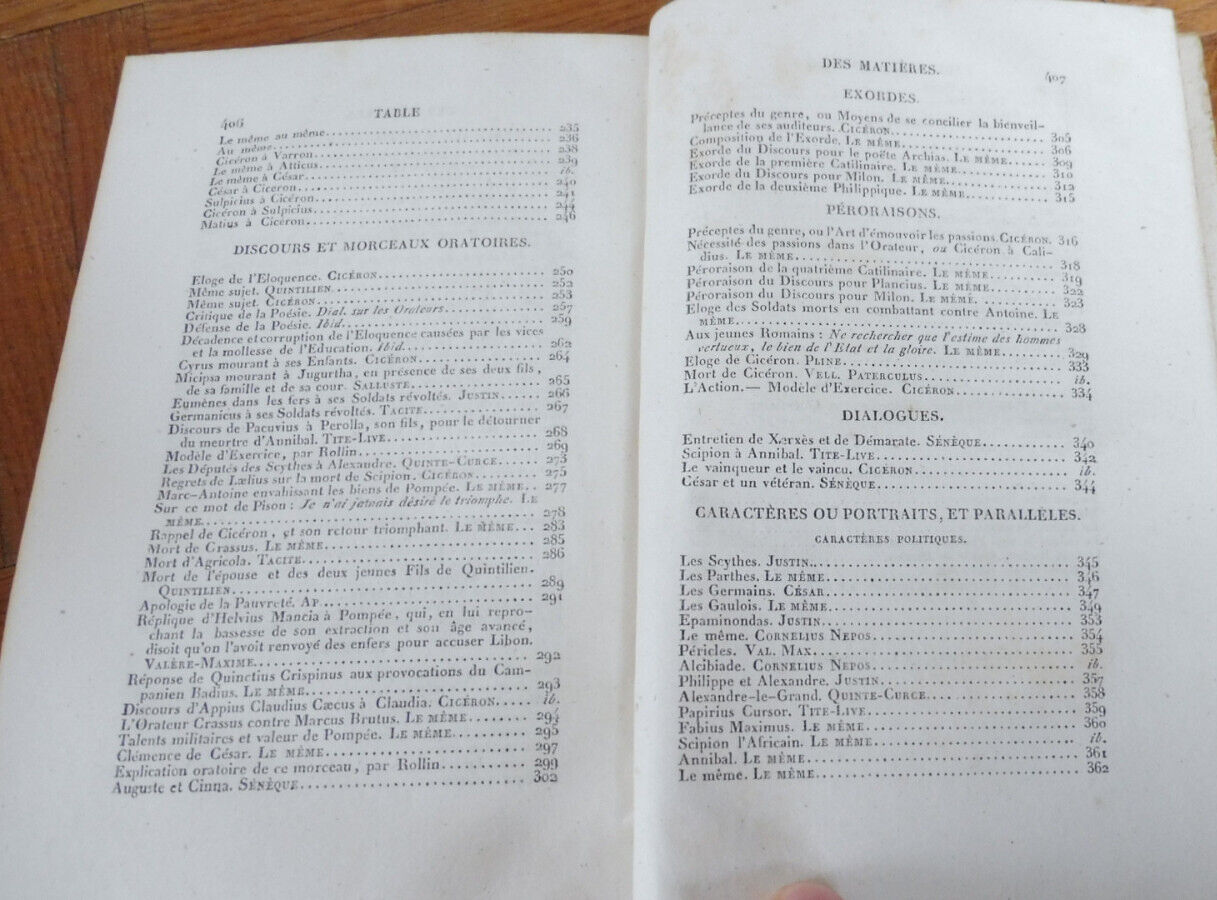 406
TABLE
Le même au même. 235
Au même. 236
Cicéron à Varron. 238
Le même à Atticus. 239
Le même à César. ib.
César à Cicéron. 240
Sulpicius à Cicéron. 241
Cicéron à Sulpicius. 244
Matius à Cicéron. 246
DISCOURS ET MORCEAUX ORATOIRES.
Eloge de l'Eloquence. CICÉRON. 250
Même sujet. QUINTILIEN. 252
Même sujet. CICÉRON. 253
Critique de la Poésie. Dial. sur les Orateurs. 257
Défense de la Poésie. Ibid. 259
Décadence et corruption de l'Eloquence causées par les vices
et la mollesse de l'Education. Ibid. 262
Cyrus mourant à ses Enfants. CICÉRON. 264
Micipsa mourant à Jugurtha, en présence de ses deux fils,
de sa famille et de sa cour. SALLUSTE. 265
Eumènes dans les fers à ses Soldats révoltés. JUSTIN. 266
Germanicus à ses Soldats révoltés. TACITE. 267
Discours de Pacuvius à Perolla, son fils, pour le détourner
du meurtre d'Annibal. TITE-LIVE. 268
Modèle d'Exercice, par Rollin. 269
Les Députés des Scythes à Alexandre. QUINTE-CURCE. 273
Regrets de Lælius sur la mort de Scipion. CICÉRON. 275
Marc-Antoine envahissant les biens de Pompée. LE MÊME. 277
Sur ce mot de Pison : Je n'ai jamais désiré le triomphe. LE
MÊME. 278
Rappel de Cicéron, et son retour triomphant. LE MÊME. 283
Mort de Crassus. LE MÊME. 285
Mort d'Agricola. TACITE. 286
Mort de l'épouse et des deux jeunes Fils de Quintilien.
QUINTILIEN. 289
Apologie de la Pauvreté. AP. 291
Réplique d'Helvius Mancia à Pompée, qui, en lui repro-
chant la bassesse de son extraction et son âge avancé,
disoit qu'on l'avoit renvoyé des enfers pour accuser Libon.
VALÈRE-MAXIME. 292
Réponse de Quinctius Crispinus aux provocations du Cam-
panien Badius. LE MÊME. 293
Discours d'Appius Claudius Cæcus à Claudia. CICÉRON. ib.
L'Orateur Crassus contre Marcus Brutus. LE MÊME. 294
Talents militaires et valeur de Pompée. LE MÊME. 295
Clémence de César. LE MÊME. 297
Explication oratoire de ce morceau, par Rollin. 299
Auguste et Cinna. SÉNÈQUE. 302
DES MATIÈRES.
407
EXORDES.
Préceptes du genre, ou Moyens de se concilier la bienveil-
lance de ses auditeurs. CICÉRON. 305
Composition de l'Exorde. LE MÊME. 306
Exorde du Discours pour le poëte Archias. LE MÊME. 309
Exorde de la première Catilinaire. LE MÊME. 310
Exorde du Discours pour Milon. LE MÊME. 312
Exorde de la deuxième Philippique. LE MÊME. 315
PÉRORAISONS.
Préceptes du genre, ou l'Art d'émouvoir les passions. CICÉRON. 316
Nécessité des passions dans l'Orateur, ou Cicéron à Cali-
dius. LE MÊME. 318
Péroraison de la quatrième Catilinaire. LE MÊME. 319
Péroraison du Discours pour Plancius. LE MÊME. 322
Péroraison du Discours pour Milon. LE MÊME. 323
Eloge des Soldats morts en combattant contre Antoine. LE
MÊME. 328
Aux jeunes Romains : Ne rechercher que l'estime des hommes
vertueux, le bien de l'Etat et la gloire. LE MÊME. 329
Eloge de Cicéron. PLINE. 333
Mort de Cicéron. VELL. PATERCULUS. ib.
L'Action.— Modèle d'Exercice. CICÉRON. 334
DIALOGUES.
Entretien de Xerxès et de Démarate. SÉNÈQUE. 340
Scipion à Annibal. TITE-LIVE. 342
Le vainqueur et le vaincu. CICÉRON. ib.
César et un vétéran. SÉNÈQUE. 344
CARACTÈRES OU PORTRAITS, ET PARALLÈLES.
CARACTÈRES POLITIQUES.
Les Scythes. JUSTIN. 345
Les Parthes. LE MÊME. 346
Les Germains. CÉSAR. 347
Les Gaulois. LE MÊME. 349
Epaminondas. JUSTIN. 353
Le même. CORNELIUS NEPOS. 354
Périclès. VAL. MAX. 355
Alcibiade. CORNELIUS NEPOS. ib.
Philippe et Alexandre. JUSTIN. 357
Alexandre-le-Grand. QUINTE-CURCE. 358
Papirius Cursor. TITE-LIVE. 359
Fabius Maximus. LE MÊME. 360
Scipion l'Africain. LE MÊME. ib.
Annibal. LE MÊME. 361
Le même. LE MÊME. 362